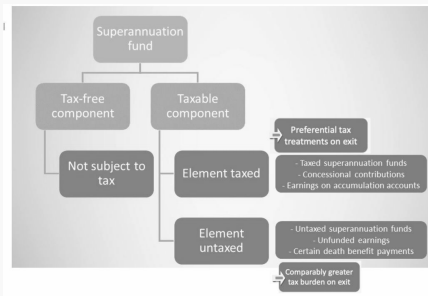 Superannuation
fund
Tax-free
component
Taxable
component
Not subject to
tax
Element taxed
Preferential tax
treatments on exit
- Taxed superannuation funds
- Concessional contributions
- Earnings on accumulation accounts
Element
untaxed
- Untaxed superannuation funds
- Unfunded earnings
- Certain death benefit payments
Comparably greater
tax burden on exit